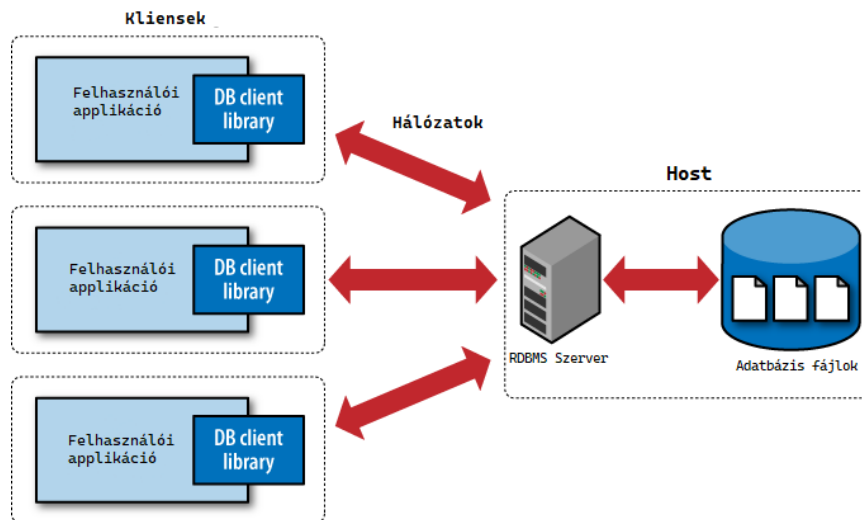 Kliensek
Felhasználói
applikáció
DB client
library
Hálózatok
Host
Felhasználói
applikáció
DB client
library
RDBMS Szerver
Adatbázis fájlok
Felhasználói
applikáció
DB client
library